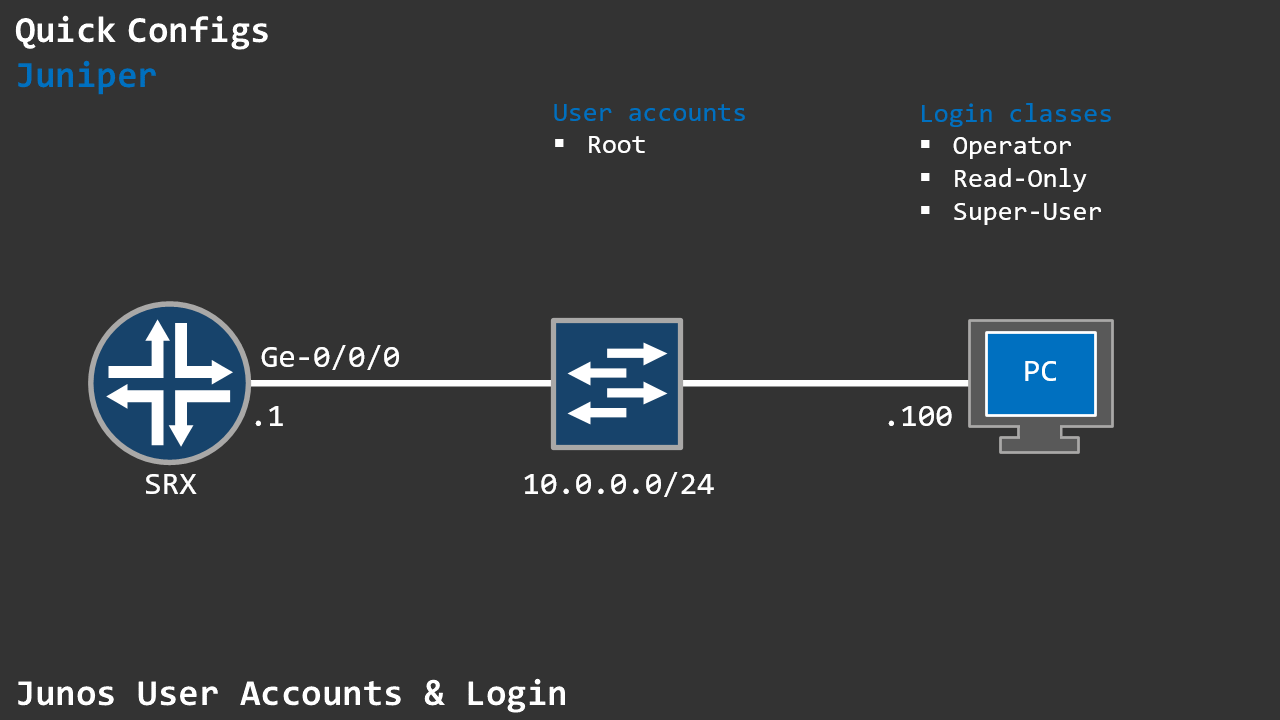 Quick Configs
Juniper
User accounts
▪ Root
Login classes
▪ Operator
▪ Read-Only
▪ Super-User
Ge-0/0/0
.1
SRX
10.0.0.0/24
.100
PC
Junos User Accounts & Login